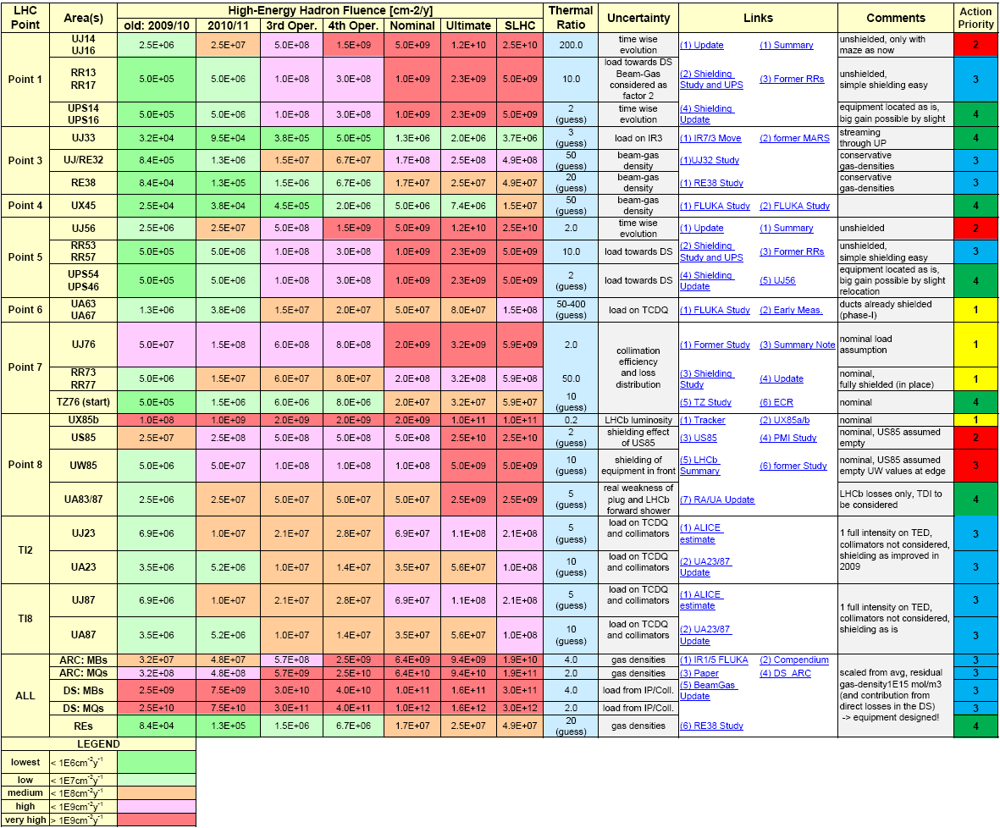 LHC Point Area(s) High-Energy Hadron Fluence [cm-2/y] Thermal Ratio Uncertainty Links Comments Action Priority
old: 2009/10 2010/11 3rd Oper. 4th Oper. Nominal Ultimate SLHC
Point 1
UJ14 UJ16 2.5E+06 2.5E+07 5.0E+08 1.5E+09 5.0E+09 1.2E+10 2.5E+10 200.0 time wise evolution (1) Update (1) Summary unshielded, only with maze as now 2
RR13 RR17 5.0E+05 5.0E+06 1.0E+08 3.0E+08 1.0E+09 2.3E+09 5.0E+09 10.0 load towards DS Beam-Gas considered as factor 2 (2) Shielding Study and UPS (3) Former RRs unshielded, simple shielding easy 3
UPS14 UPS16 5.0E+05 5.0E+06 1.0E+08 3.0E+08 1.0E+09 2.3E+09 5.0E+09 2 (guess) time wise evolution (4) Shielding Update equipment located as is, big gain possible by slight 4
Point 3
UJ33 3.2E+04 9.5E+04 3.8E+05 5.0E+05 1.3E+06 2.0E+06 3.7E+06 3 (guess) load on IR3 (1) IR7/3 Move (2) former MARS streaming through UP 4
UJ/RE32 8.4E+05 1.3E+06 1.5E+07 6.7E+07 1.7E+08 2.5E+08 4.9E+08 50 (guess) beam-gas density (1)UJ32 Study conservative gas-densities 3
RE38 8.4E+04 1.3E+05 1.5E+06 6.7E+06 1.7E+07 2.5E+07 4.9E+07 20 (guess) beam-gas density (1) RE38 Study conservative gas-densities 3
Point 4
UX45 2.5E+04 3.8E+04 4.5E+05 2.0E+06 5.0E+06 7.4E+06 1.5E+07 50 (guess) beam-gas density (1) FLUKA Study (2) FLUKA Study 4
Point 5
UJ56 2.5E+06 2.5E+07 5.0E+08 1.5E+09 5.0E+09 1.2E+10 2.5E+10 2.0 time wise evolution (1) Update (1) Summary unshielded 2
RR53 RR57 5.0E+05 5.0E+06 1.0E+08 3.0E+08 1.0E+09 2.3E+09 5.0E+09 10.0 load towards DS (2) Shielding Study and UPS (3) Former RRs unshielded, simple shielding easy 3
UPS54 UPS46 5.0E+05 5.0E+06 1.0E+08 3.0E+08 1.0E+09 2.3E+09 5.0E+09 2 (guess) load towards DS (4) Shielding Update (5) UJ56 equipment located as is, big gain possible by slight relocation 4
Point 6
UA63 UA67 1.3E+06 3.8E+06 1.5E+07 2.0E+07 5.0E+07 8.0E+07 1.5E+08 50-400 (guess) load on TCDQ (1) FLUKA Study (2) Early Meas. ducts already shielded (phase-I) 1
Point 7
UJ76 5.0E+07 1.5E+08 6.0E+08 8.0E+08 2.0E+09 3.2E+09 5.9E+09 2.0 collimation efficiency and loss distribution (1) Former Study (3) Summary Note nominal load assumption 1
RR73 RR77 5.0E+06 1.5E+07 6.0E+07 8.0E+07 2.0E+08 3.2E+08 5.9E+08 50.0 (3) Shielding Study (4) Update nominal, fully shielded (in place) 1
TZ76 (start) 5.0E+05 1.5E+06 6.0E+06 8.0E+06 2.0E+07 3.2E+07 5.9E+07 10 (guess) (5) TZ Study (6) ECR nominal 4
Point 8
UX85b 1.0E+08 1.0E+09 2.0E+09 2.0E+09 2.0E+09 1.0E+11 1.0E+11 0.2 LHCb luminosity (1) Tracker (2) UX85a/b nominal 1
US85 2.5E+07 2.5E+08 5.0E+08 5.0E+08 5.0E+08 2.5E+10 2.5E+10 2 (guess) shielding effect of US85 (3) US85 (4) PMI Study nominal, US85 assumed empty 2
UW85 5.0E+06 5.0E+07 1.0E+08 1.0E+08 1.0E+08 5.0E+09 5.0E+09 10 (guess) shielding of equipment in front (5) LHCb Summary (6) former Study nominal, US85 assumed empty UW values at edge 3
UA83/87 2.5E+06 2.5E+07 5.0E+07 5.0E+07 5.0E+07 2.5E+09 2.5E+09 5 (guess) real weakness of plug and LHCb forward shower (7) RA/UA Update LHCb losses only, TDI to be considered 4
TI2
UJ23 6.9E+06 1.0E+07 2.1E+07 2.8E+07 6.9E+07 1.1E+08 2.1E+08 5 (guess) load on TCDQ and collimators (1) ALICE estimate 1 full intensity on TED, collimators not considered, shielding as improved in 2009 3
UA23 3.5E+06 5.2E+06 1.0E+07 1.4E+07 3.5E+07 5.6E+07 1.0E+08 10 (guess) load on TCDQ and collimators (2) UA23/87 Update 3
TI8
UJ87 6.9E+06 1.0E+07 2.1E+07 2.8E+07 6.9E+07 1.1E+08 2.1E+08 5 (guess) load on TCDQ and collimators (1) ALICE estimate 1 full intensity on TED, collimators not considered, shielding as is 3
UA87 3.5E+06 5.2E+06 1.0E+07 1.4E+07 3.5E+07 5.6E+07 1.0E+08 10 (guess) load on TCDQ and collimators (2) UA23/87 Update 3
ALL
ARC: MBs 3.2E+07 4.8E+07 5.7E+08 2.5E+09 6.4E+09 9.4E+09 1.9E+10 4.0 gas densities (1) IR1/5 FLUKA (2) Compendium 3
ARC: MQs 3.2E+08 4.8E+08 5.7E+09 2.5E+10 6.4E+10 9.4E+10 1.9E+11 2.0 gas densities (3) Paper (4) DS ARC scaled from avg, residual gas-density1E15 mol/m3 (and contribution from direct losses in the DS) -> equipment designed! 3
DS: MBs 2.5E+09 7.5E+09 3.0E+10 4.0E+10 1.0E+11 1.6E+11 3.0E+11 4.0 load from IP/Coll. (5) BeamGas Update 3
DS: MQs 2.5E+10 7.5E+10 3.0E+11 4.0E+11 1.0E+12 1.6E+12 3.0E+12 2.0 load from IP/Coll. 3
REs 8.4E+04 1.3E+05 1.5E+06 6.7E+06 1.7E+07 2.5E+07 4.9E+07 20 (guess) gas densities (6) RE38 Study 4
LEGEND
lowest < 1E6cm-2y-1
low < 1E7cm-2y-1
medium < 1E8cm-2y-1
high < 1E9cm-2y-1
very high > 1E9cm-2y-1